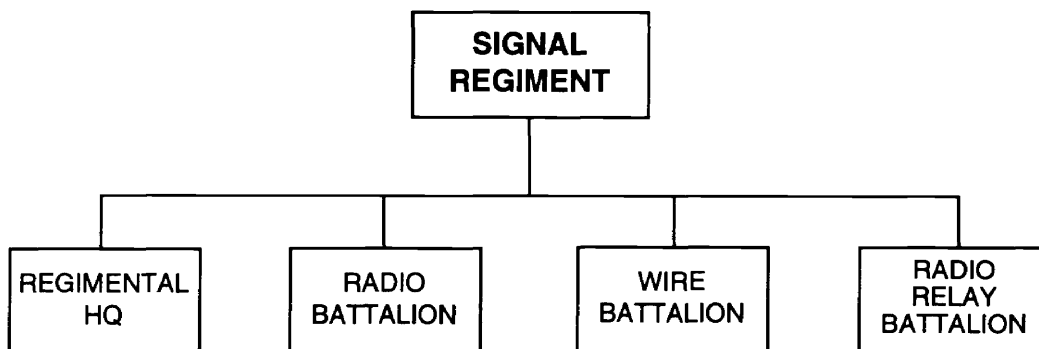 SIGNAL
REGIMENT
REGIMENTAL
HQ
RADIO
BATTALION
WIRE
BATTALION
RADIO
RELAY
BATTALION